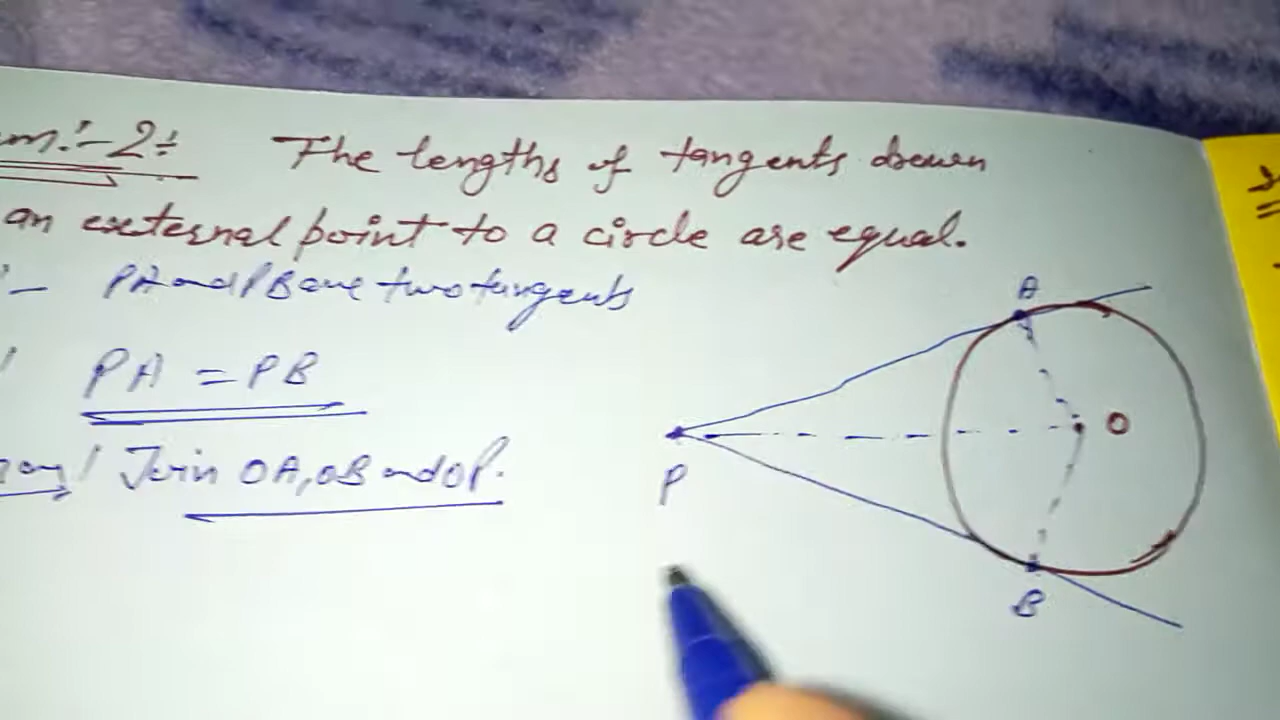 m:-2:- The lengths of tangents drawn
an external point to a circle are equal.
:- PA and PB are two tangents
PA = PB
Join OA, OB and OP.
A
O
P
B